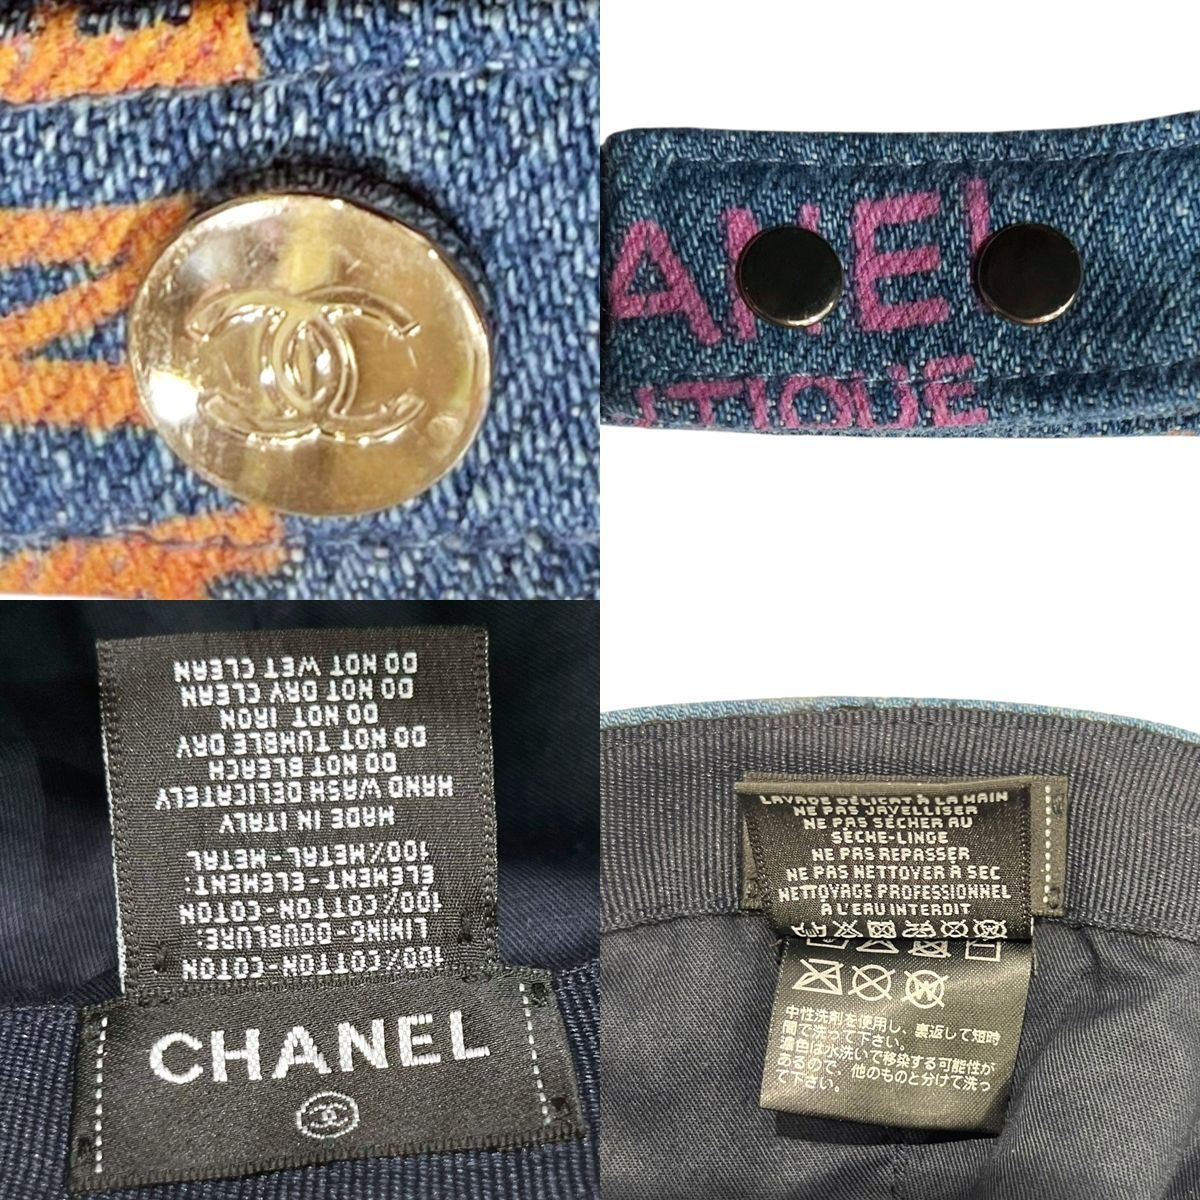 ANEL
UTIQUE
100% COTTON-COTON
LINING-DOUBLURE:
100% COTTON-COTON
ELEMENT-ELEMENT:
100% METAL-METAL
MADE IN ITALY
HAND WASH DELICATELY
DO NOT BLEACH
DO NOT TUMBLE DRY
DO NOT IRON
DO NOT DRY CLEAN
DO NOT WET CLEAN
CHANEL
LAVAGE DÉLICAT À LA MAIN
NE PAS JAVELLISER
NE PAS SÉCHER AU
SÈCHE-LINGE
NE PAS REPASSER
NE PAS NETTOYER A SEC
NETTOYAGE PROFESSIONNEL
À L'EAU INTERDIT
中性洗剤を使用し、裏返して短時
間で洗って下さい。
濃色は水洗いで移染する可能性が
あるので、他のものと分けて洗っ
て下さい。